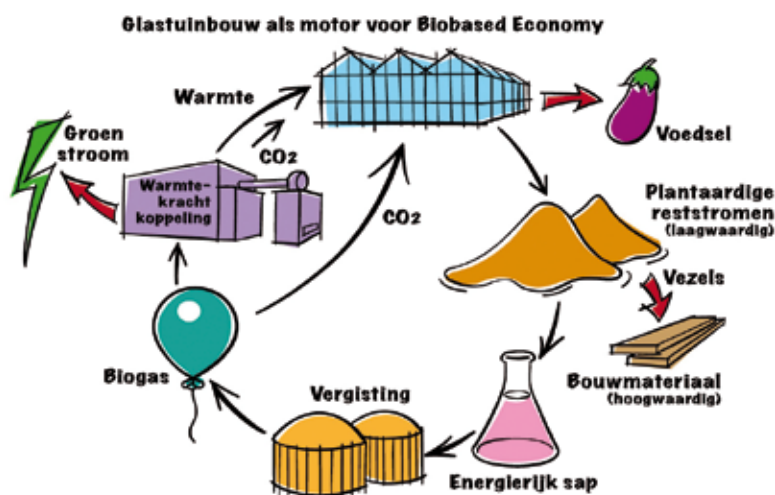 Glastuinbouw als motor voor Biobased Economy
Warmte
CO2
Groen
stroom
Warmte-
kracht
koppeling
Voedsel
CO2
Plantaardige
reststromen
(laagwaardig)
Vezels
Biogas
Vergisting
Bouwmateriaal
(hoogwaardig)
Energierijk sap